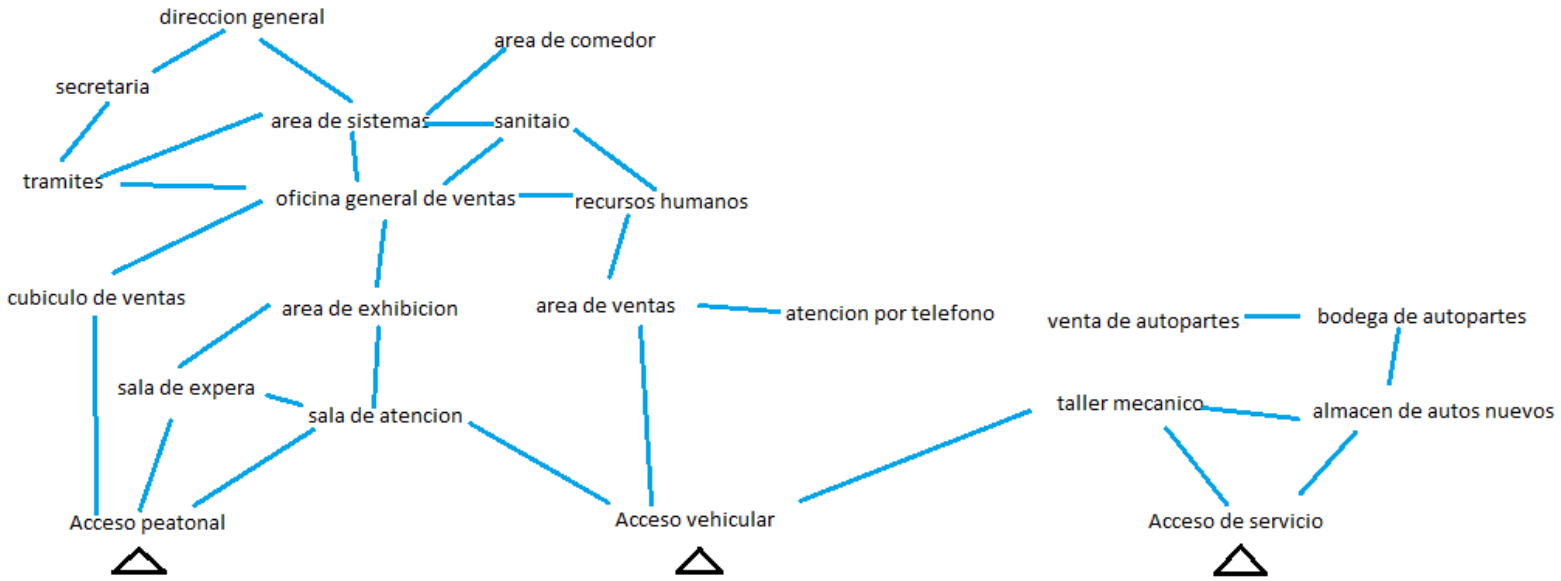 direccion general
area de comedor
secretaria
area de sistemas
sanitaio
tramites
oficina general de ventas
recursos humanos
cubiculo de ventas
area de exhibicion
area de ventas
atencion por telefono
venta de autopartes
bodega de autopartes
sala de expera
sala de atencion
taller mecanico
almacen de autos nuevos
Acceso peatonal
Acceso vehicular
Acceso de servicio